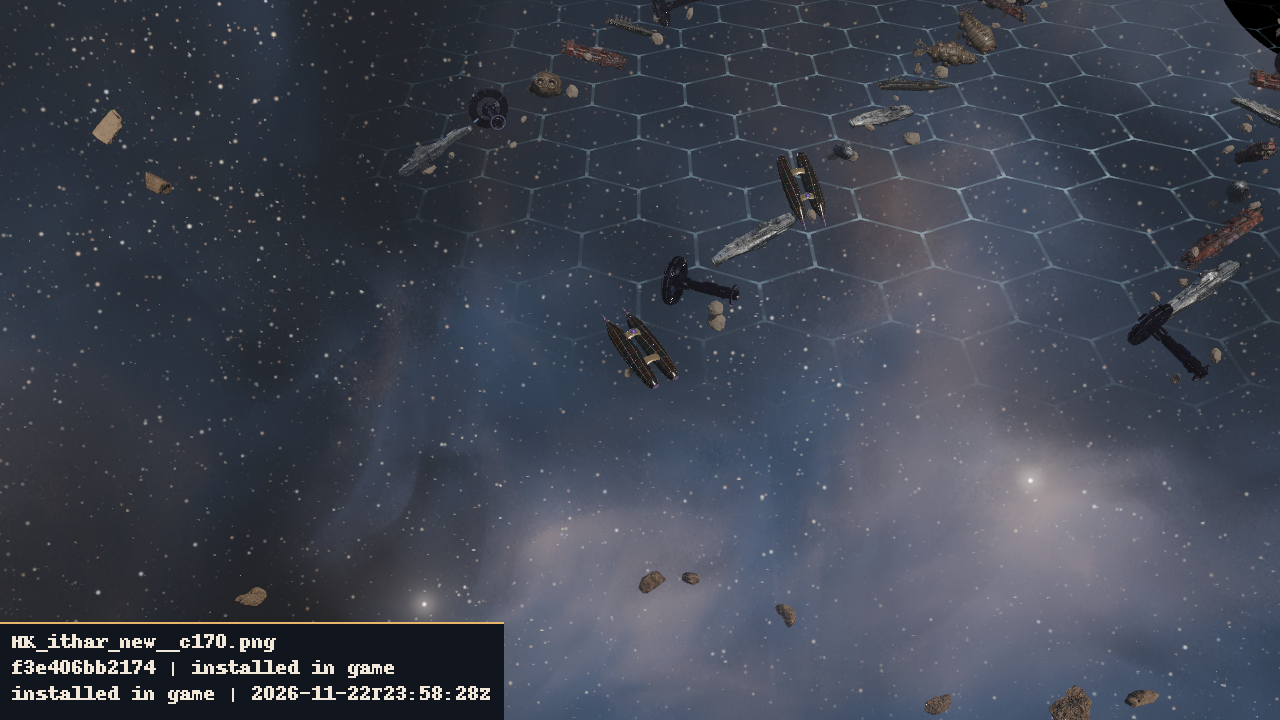 HK_ithar_new__c170.png
f3e406bb2174 | installed in game
installed in game | 2026-11-22T23:58:28z